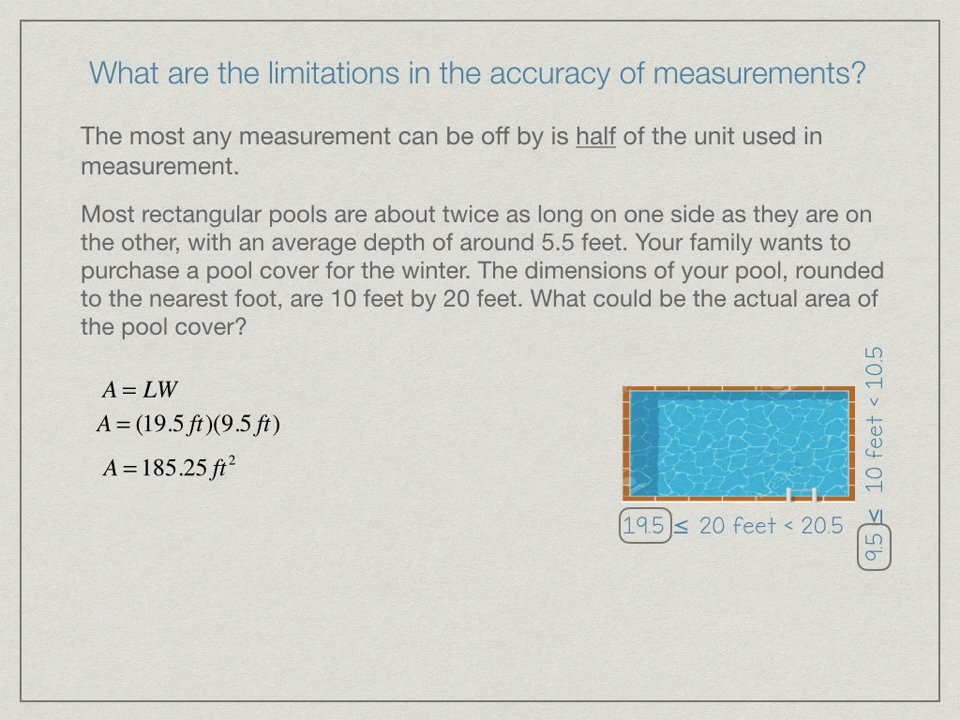 What are the limitations in the accuracy of measurements?
The most any measurement can be off by is half of the unit used in
measurement.
Most rectangular pools are about twice as long on one side as they are on
the other, with an average depth of around 5.5 feet. Your family wants to
purchase a pool cover for the winter. The dimensions of your pool, rounded
to the nearest foot, are 10 feet by 20 feet. What could be the actual area of
the pool cover?
A = LW
A = (19.5 ft)(9.5 ft)
A = 185.25 ft²
19.5 ≤ 20 feet < 20.5
9.5 ≤ 10 feet < 10.5